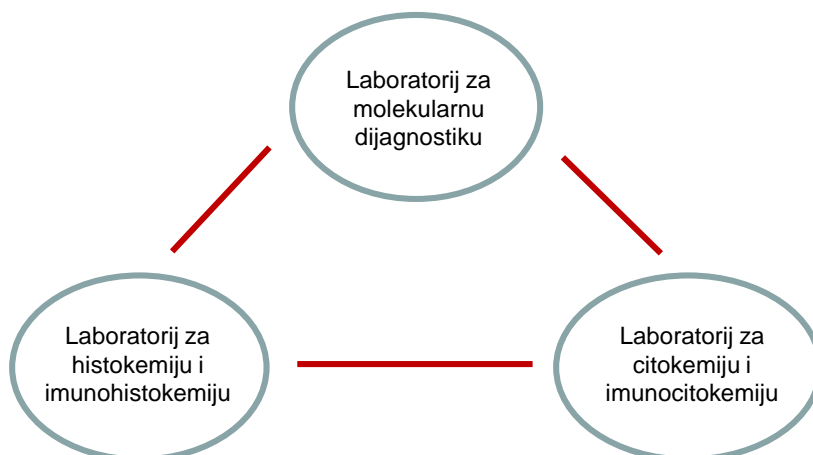 Laboratorij za
molekularnu
dijagnostiku
Laboratorij za
histokemiju i
imunohistokemiju
Laboratorij za
citokemiju i
imunocitokemiju